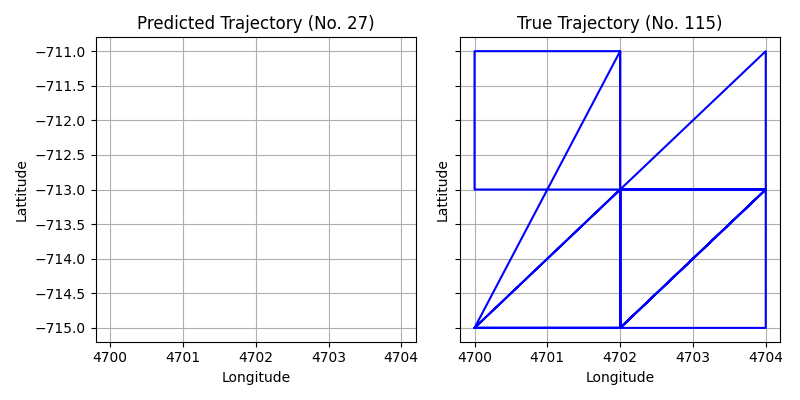 Predicted Trajectory (No. 27)
True Trajectory (No. 115)
−711.0
−711.5
−712.0
−712.5
−713.0
−713.5
−714.0
−714.5
−715.0
Lattitude
Lattitude
4700 4701 4702 4703 4704
4700 4701 4702 4703 4704
Longitude
Longitude